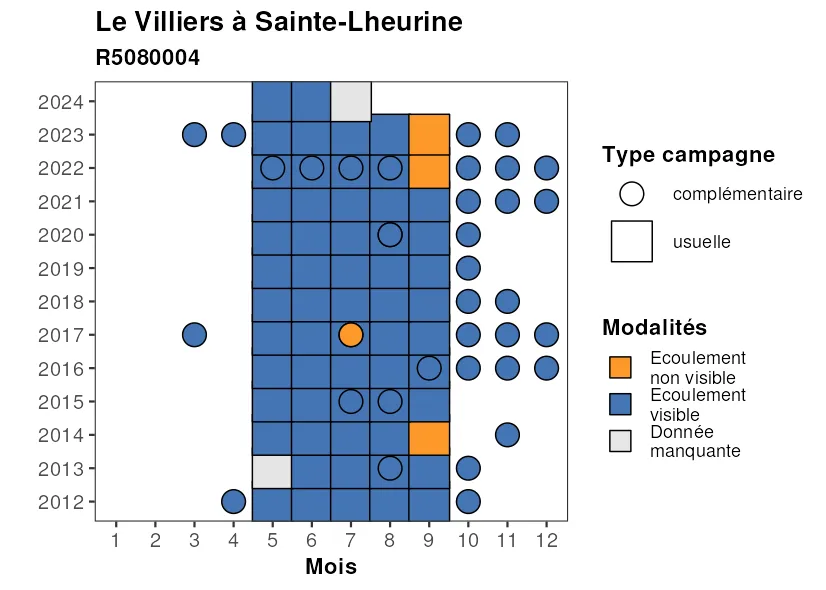 Le Villiers à Sainte-Lheurine
R5080004
2024
2023
2022
2021
2020
2019
2018
2017
2016
2015
2014
2013
2012
1 2 3 4 5 6 7 8 9 10 11 12
Mois
Type campagne
complémentaire
usuelle
Modalités
Ecoulement
non visible
Ecoulement
visible
Donnée
manquante